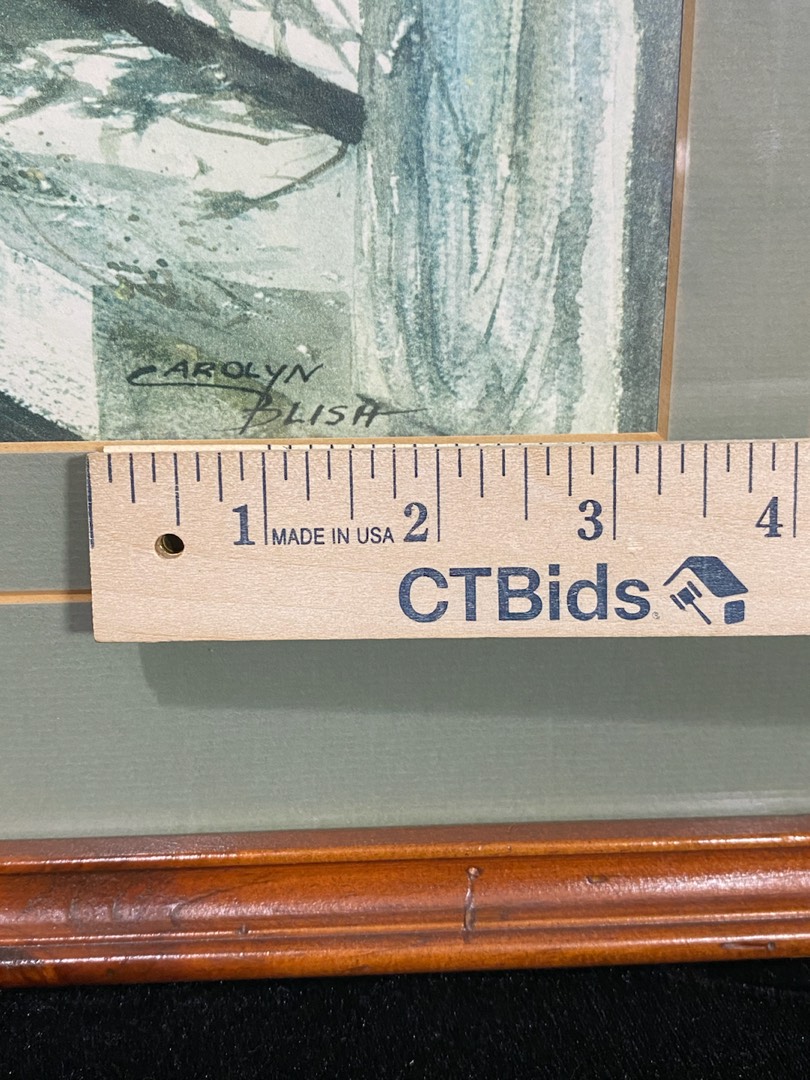 CAROLYN
BLISH
1 MADE IN USA 2 3 4
CTBids